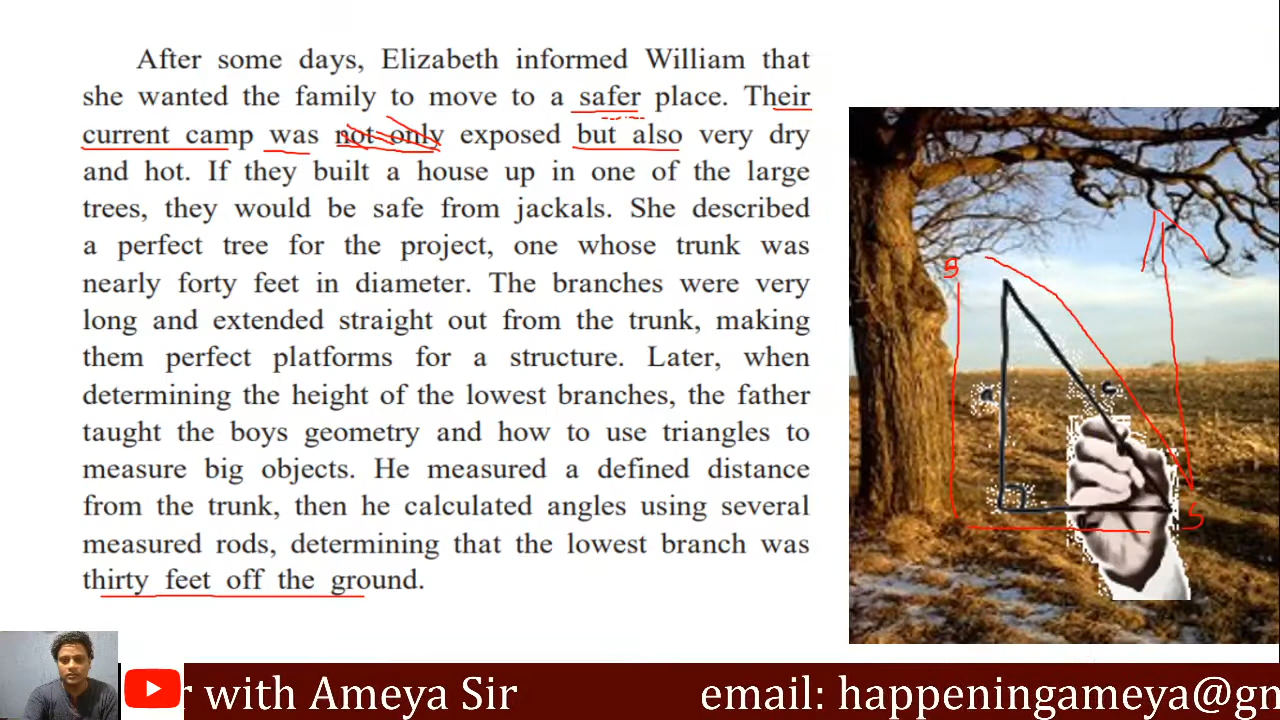 After some days, Elizabeth informed William that
she wanted the family to move to a safer place. Their
current camp was not only exposed but also very dry
and hot. If they built a house up in one of the large
trees, they would be safe from jackals. She described
a perfect tree for the project, one whose trunk was
nearly forty feet in diameter. The branches were very
long and extended straight out from the trunk, making
them perfect platforms for a structure. Later, when
determining the height of the lowest branches, the father
taught the boys geometry and how to use triangles to
measure big objects. He measured a defined distance
from the trunk, then he calculated angles using several
measured rods, determining that the lowest branch was
thirty feet off the ground.
a
c
r with Ameya Sir
email: happeningameya@gm